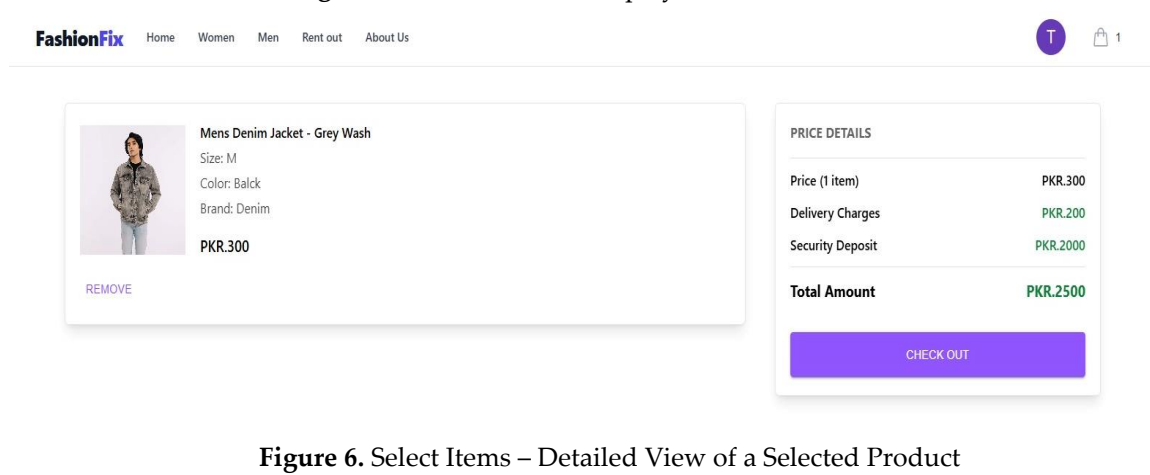 FashionFix Home Women Men Rent out About Us T 1
Mens Denim Jacket - Grey Wash
Size: M
Color: Balck
Brand: Denim
PKR.300
REMOVE
PRICE DETAILS
Price (1 item) PKR.300
Delivery Charges PKR.200
Security Deposit PKR.2000
Total Amount PKR.2500
CHECK OUT
Figure 6. Select Items – Detailed View of a Selected Product